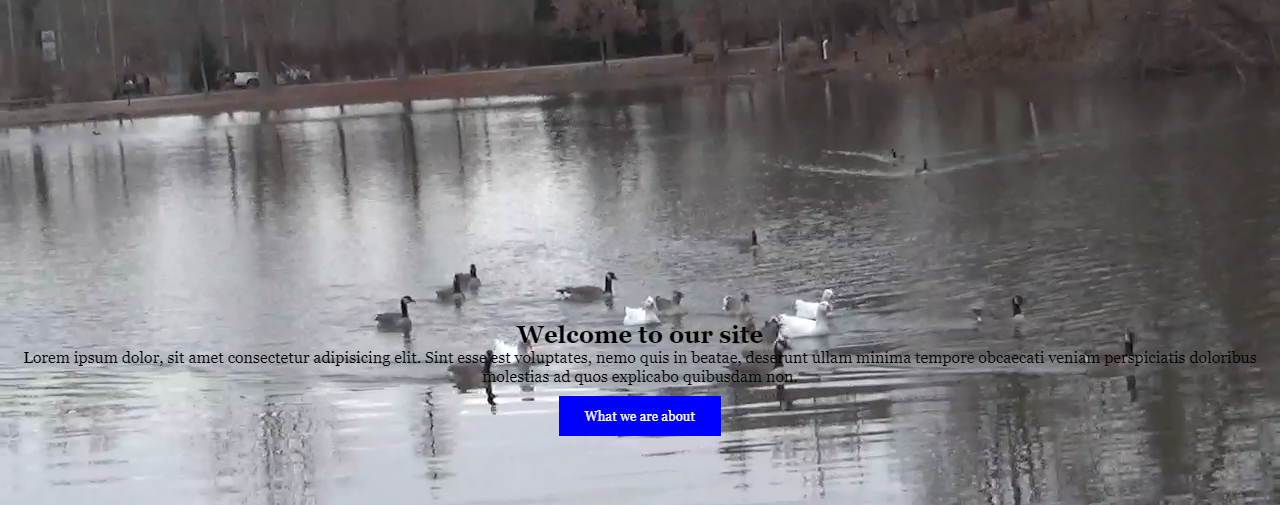 Welcome to our site
Lorem ipsum dolor, sit amet consectetur adipisicing elit. Sint esse est voluptates, nemo quis in beatae, deserunt ullam minima tempore obcaecati veniam perspiciatis doloribus
molestias ad quos explicabo quibusdam non.
What we are about